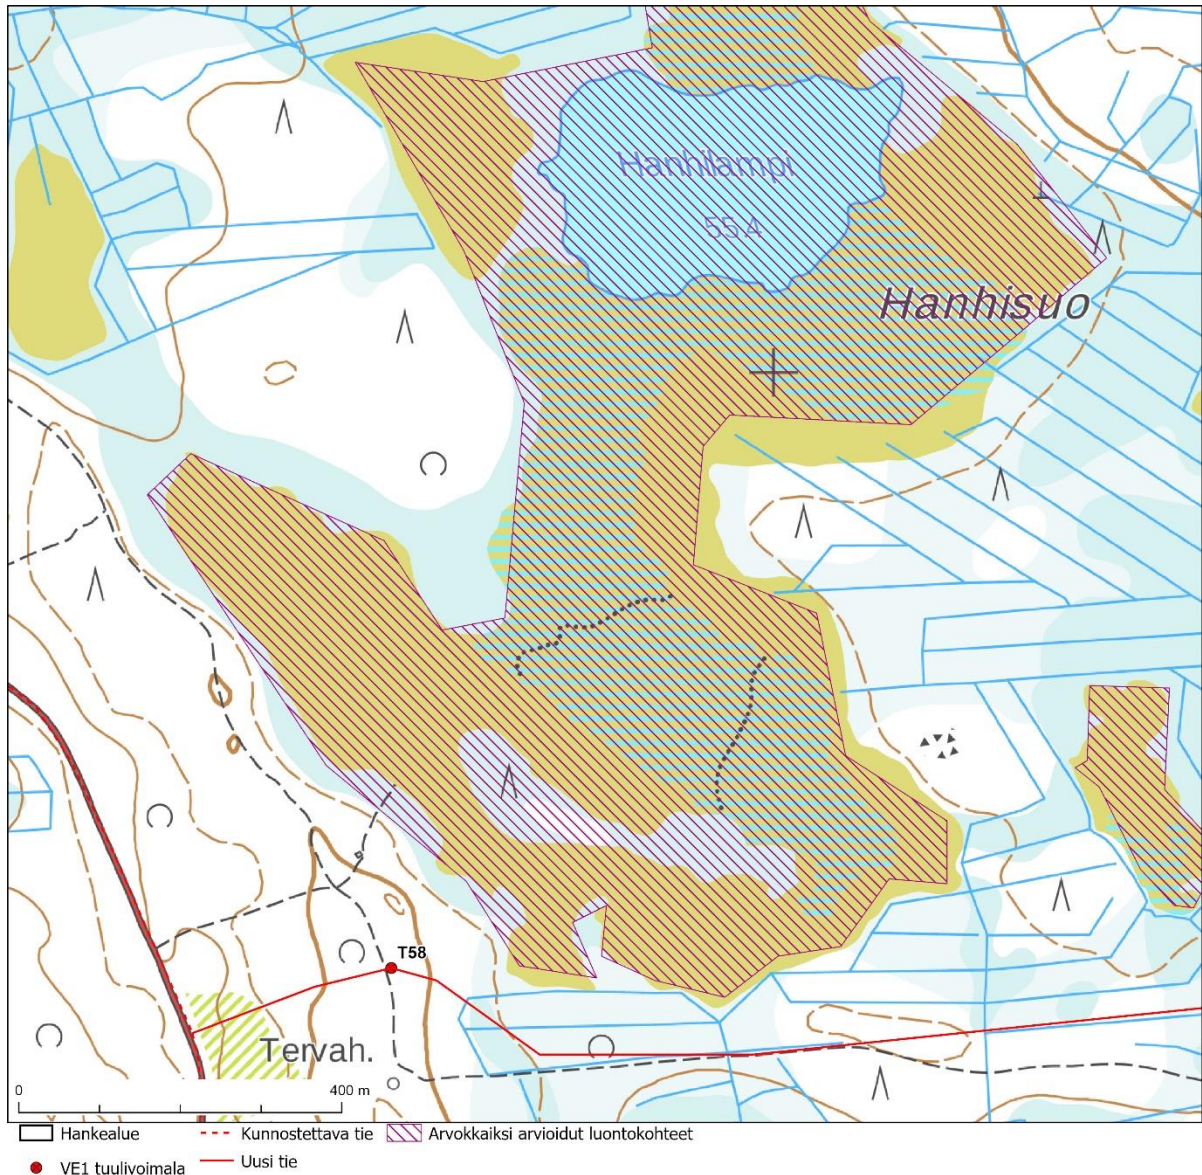 Hanhilampi
55.4
Hanhisuo
T58
Tervah.
0 400 m
Hankealue Kunnostettava tie Arvokkaiksi arvioidut luontokohteet
VE1 tuulivoimala Uusi tie